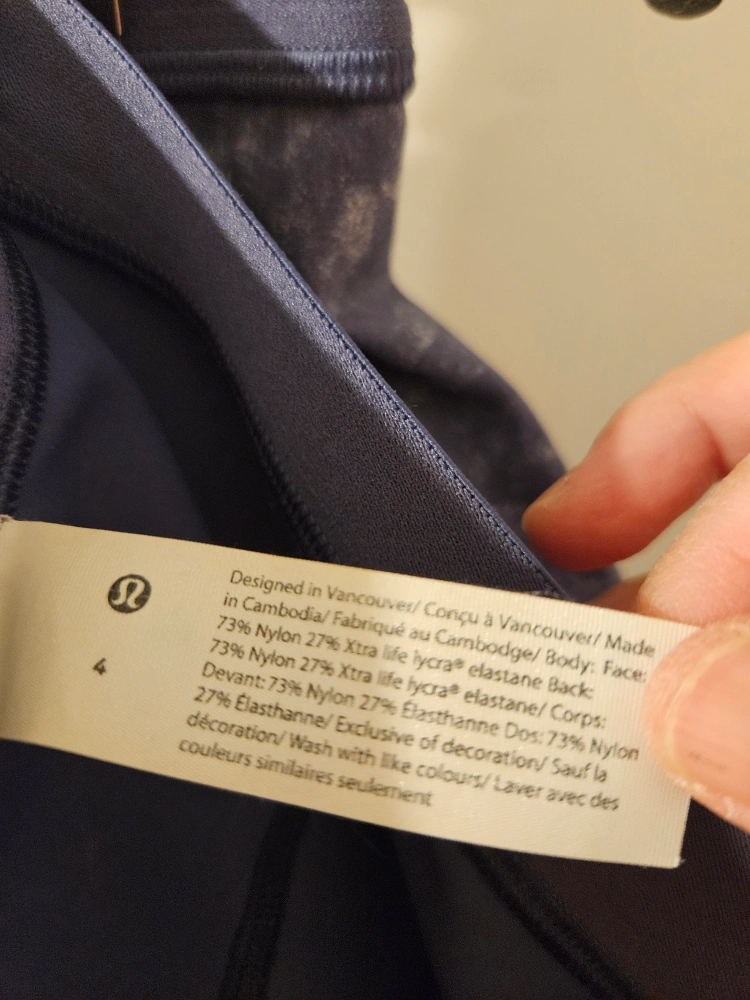 4
Designed in Vancouver/ Conçu à Vancouver/ Made
in Cambodia/ Fabriqué au Cambodge/ Body: Face:
73% Nylon 27% Xtra life lycra® elastane Back:
73% Nylon 27% Xtra life lycra® elastane/ Corps:
Devant: 73% Nylon 27% Élasthanne Dos: 73% Nylon
27% Élasthanne/ Exclusive of decoration/ Sauf la
décoration/ Wash with like colours/ Laver avec des
couleurs similaires seulement